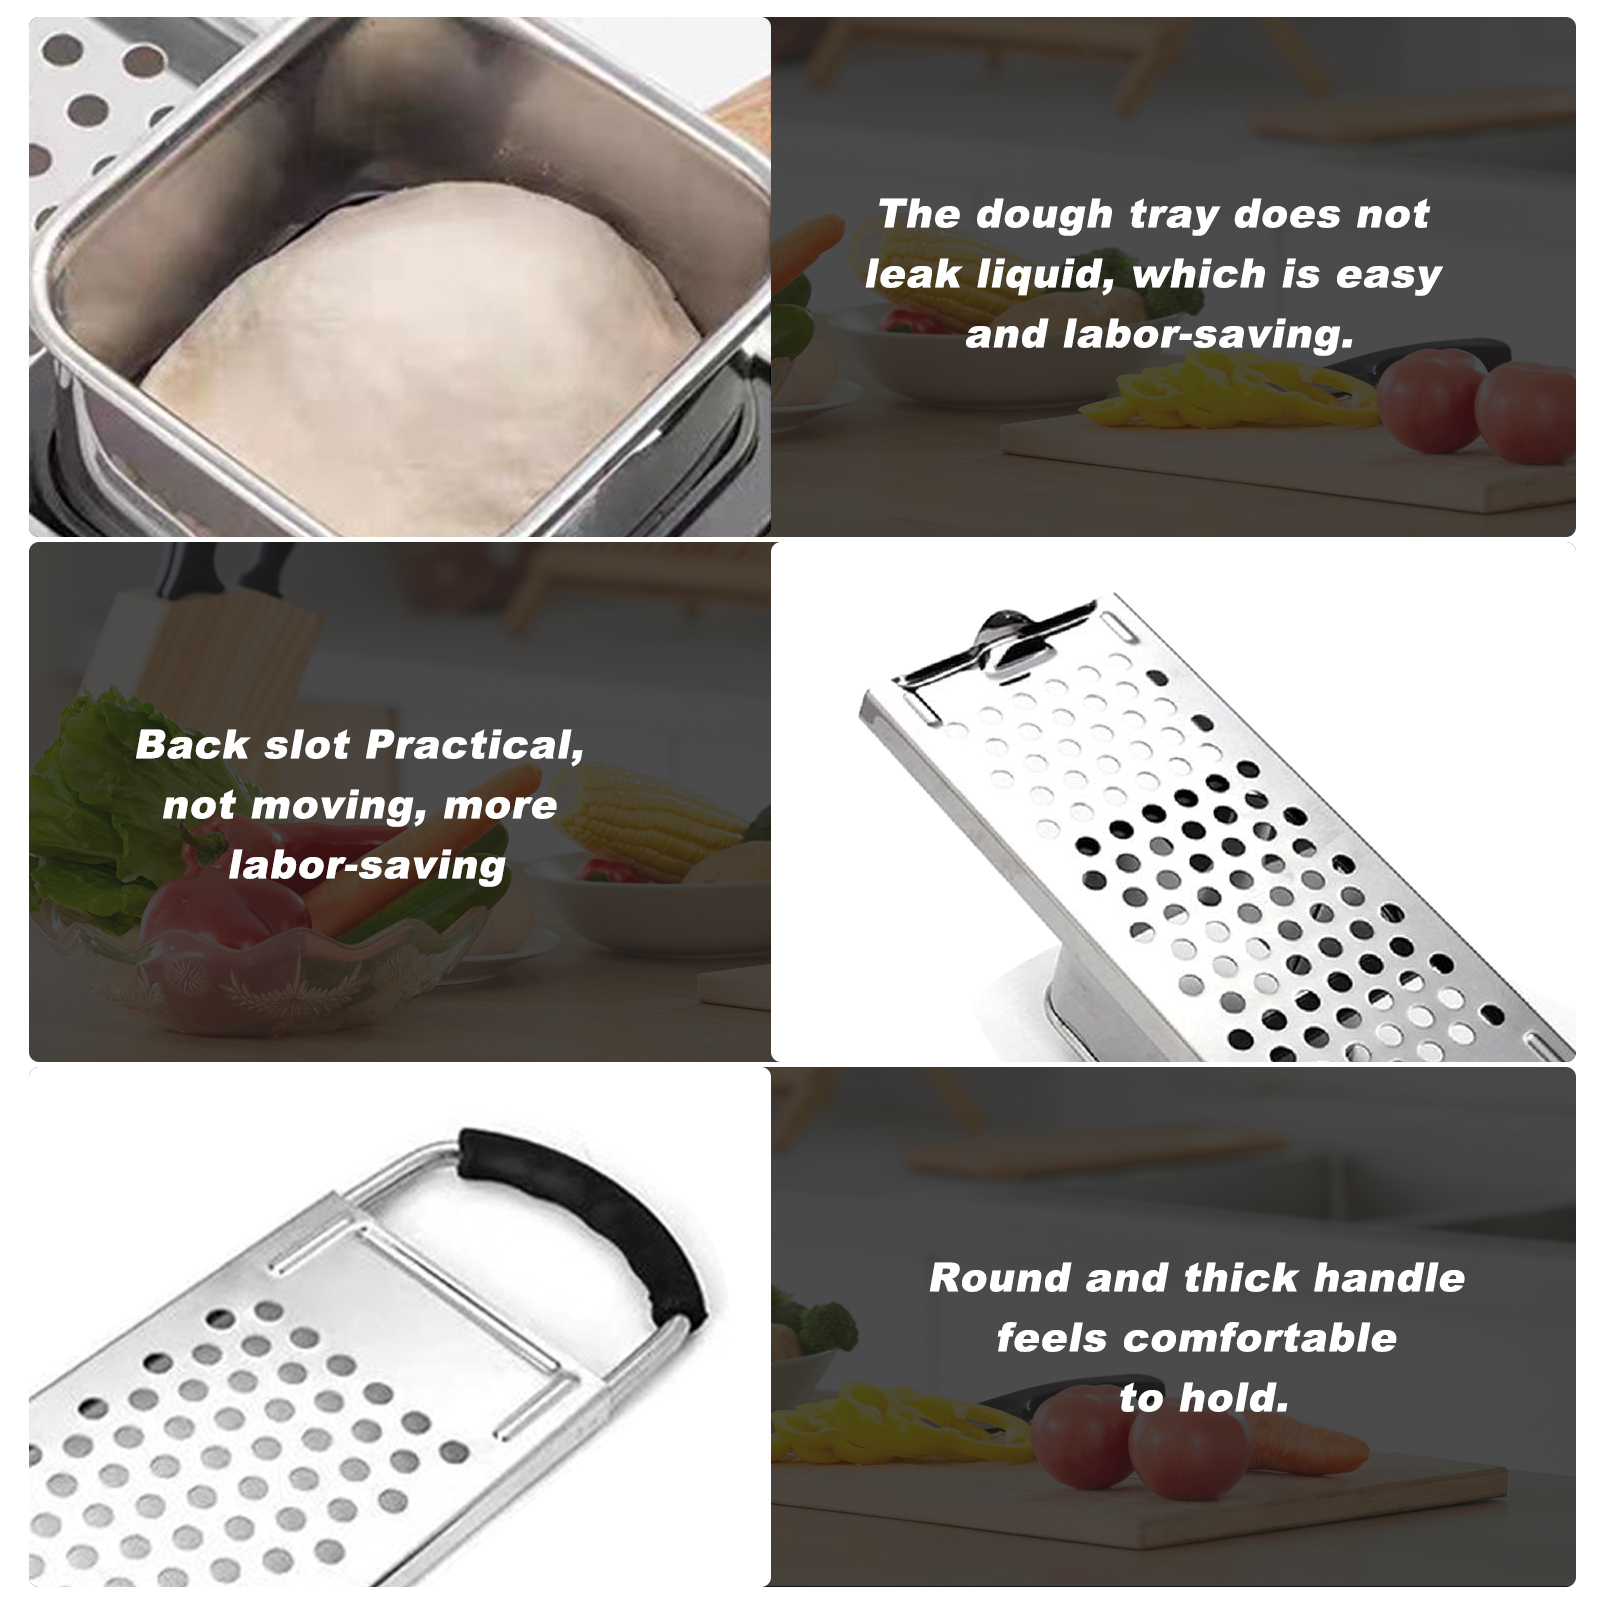 The dough tray does not
leak liquid, which is easy
and labor-saving.
Back slot Practical,
not moving, more
labor-saving
Round and thick handle
feels comfortable
to hold.